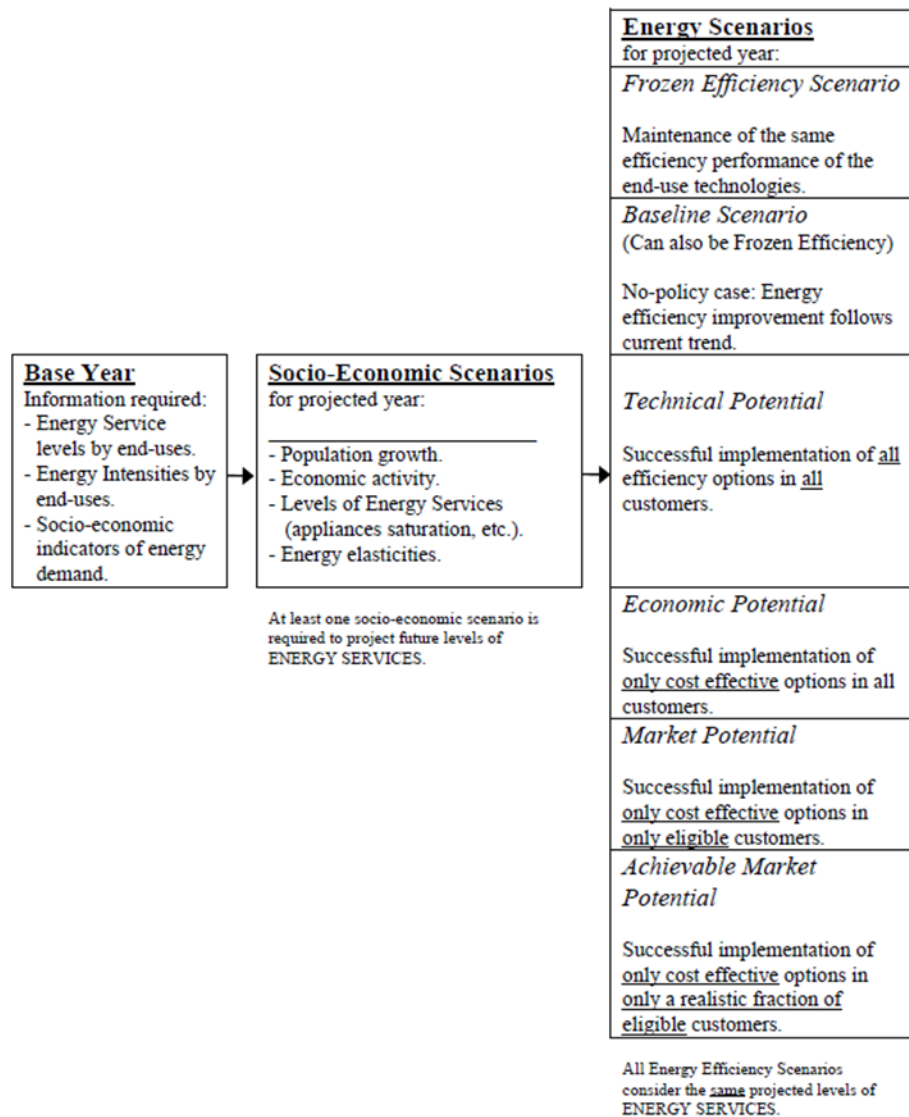 Base Year
Information required:
- Energy Service
levels by end-uses.
- Energy Intensities by
end-uses.
- Socio-economic
indicators of energy
demand.
Socio-Economic Scenarios
for projected year:
- Population growth.
- Economic activity.
- Levels of Energy Services
(appliances saturation, etc.).
- Energy elasticities.
At least one socio-economic scenario is
required to project future levels of
ENERGY SERVICES.
Energy Scenarios
for projected year:
Frozen Efficiency Scenario
Maintenance of the same
efficiency performance of the
end-use technologies.
Baseline Scenario
(Can also be Frozen Efficiency)
No-policy case: Energy
efficiency improvement follows
current trend.
Technical Potential
Successful implementation of all
efficiency options in all
customers.
Economic Potential
Successful implementation of
only cost effective options in all
customers.
Market Potential
Successful implementation of
only cost effective options in
only eligible customers.
Achievable Market
Potential
Successful implementation of
only cost effective options in
only a realistic fraction of
eligible customers.
All Energy Efficiency Scenarios
consider the same projected levels of
ENERGY SERVICES.